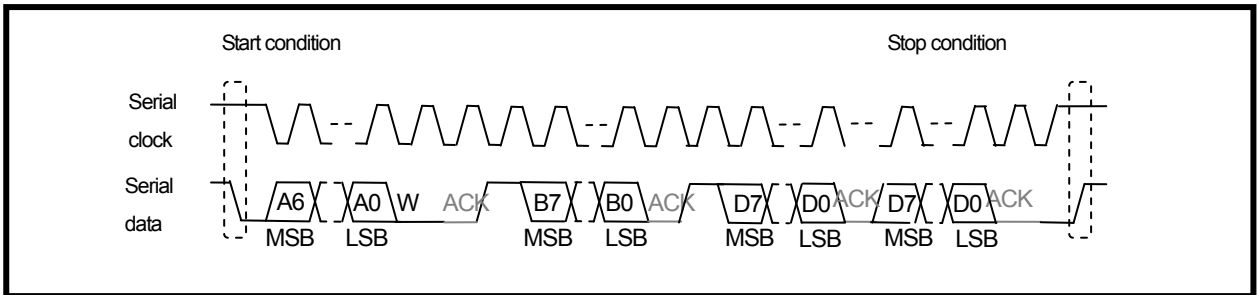 Start condition Stop condition
Serial
clock
Serial
data
A6 A0 W ACK B7 B0 ACK D7 D0 ACK D7 D0 ACK
MSB LSB MSB LSB MSB LSB MSB LSB